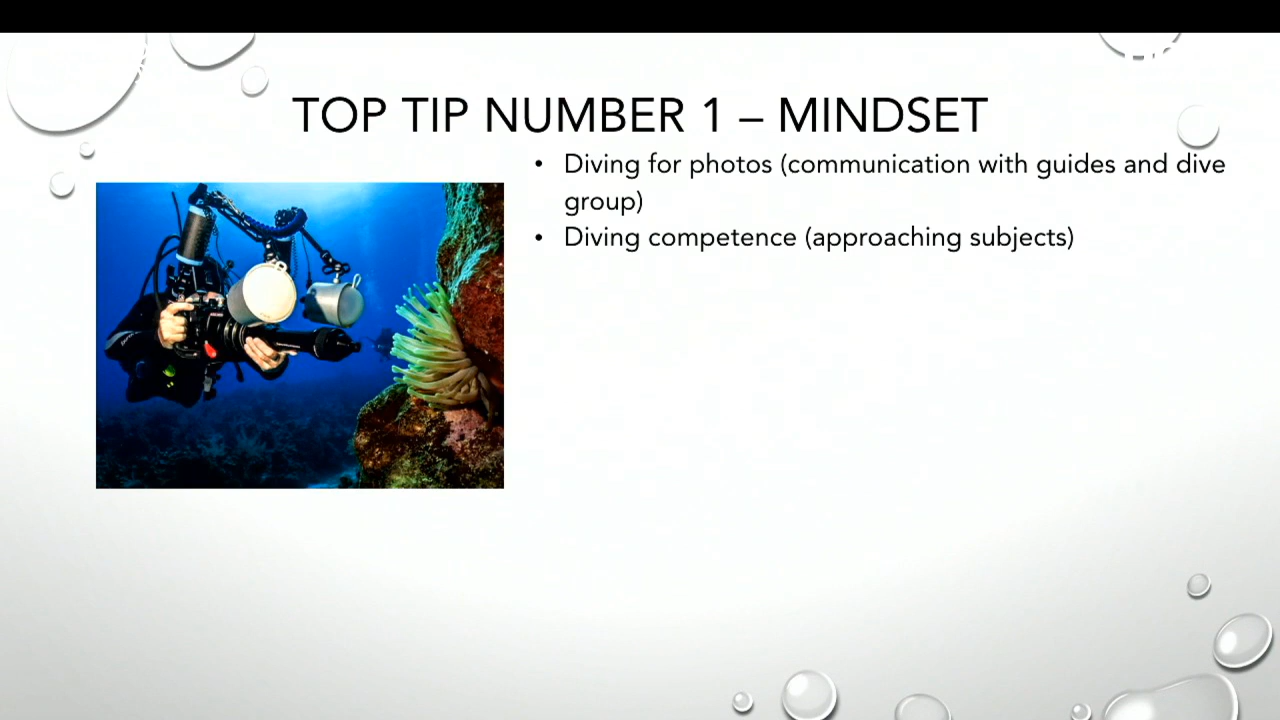 TOP TIP NUMBER 1 – MINDSET
• Diving for photos (communication with guides and dive
group)
• Diving competence (approaching subjects)